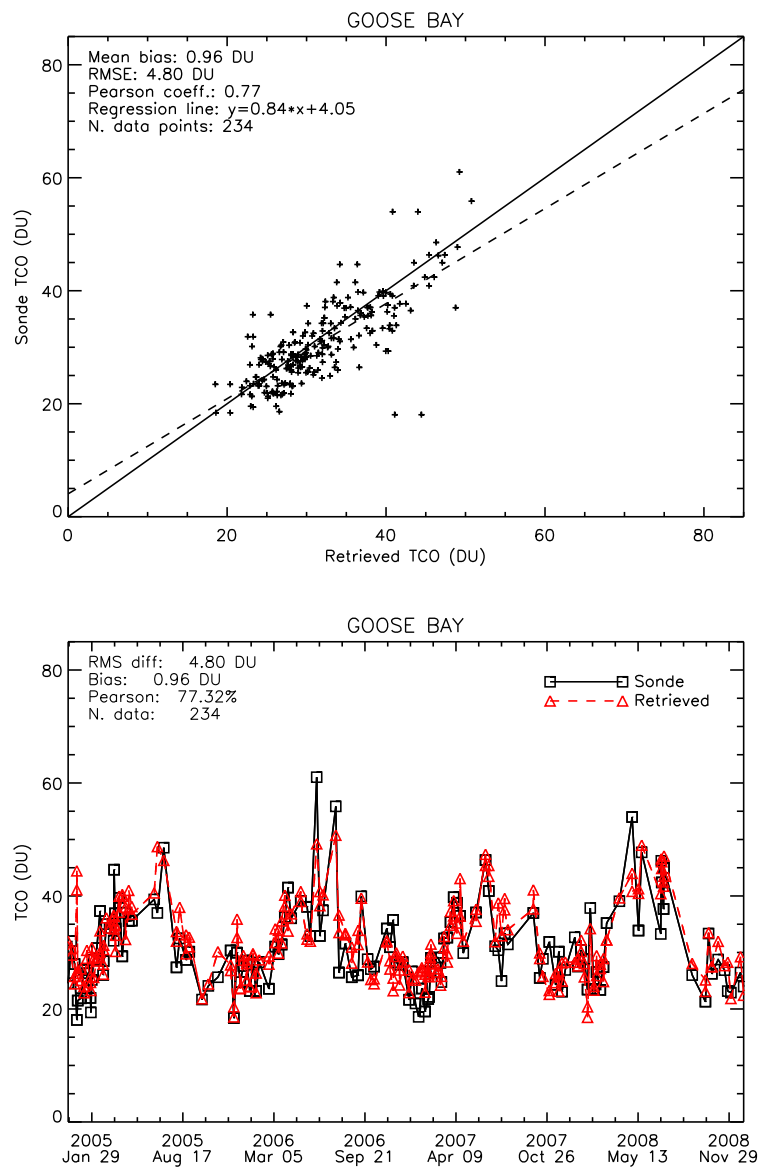 GOOSE BAY
Mean bias: 0.96 DU
RMSE: 4.80 DU
Pearson coeff.: 0.77
Regression line: y=0.84*x+4.05
N. data points: 234
80
60
40
20
0
Sonde TCO (DU)
0 20 40 60 80
Retrieved TCO (DU)
GOOSE BAY
RMS diff: 4.80 DU
Bias: 0.96 DU
Pearson: 77.32%
N. data: 234
Sonde
Retrieved
80
60
40
20
0
TCO (DU)
2005 2005 2006 2006 2007 2007 2008 2008
Jan 29 Aug 17 Mar 05 Sep 21 Apr 09 Oct 26 May 13 Nov 29